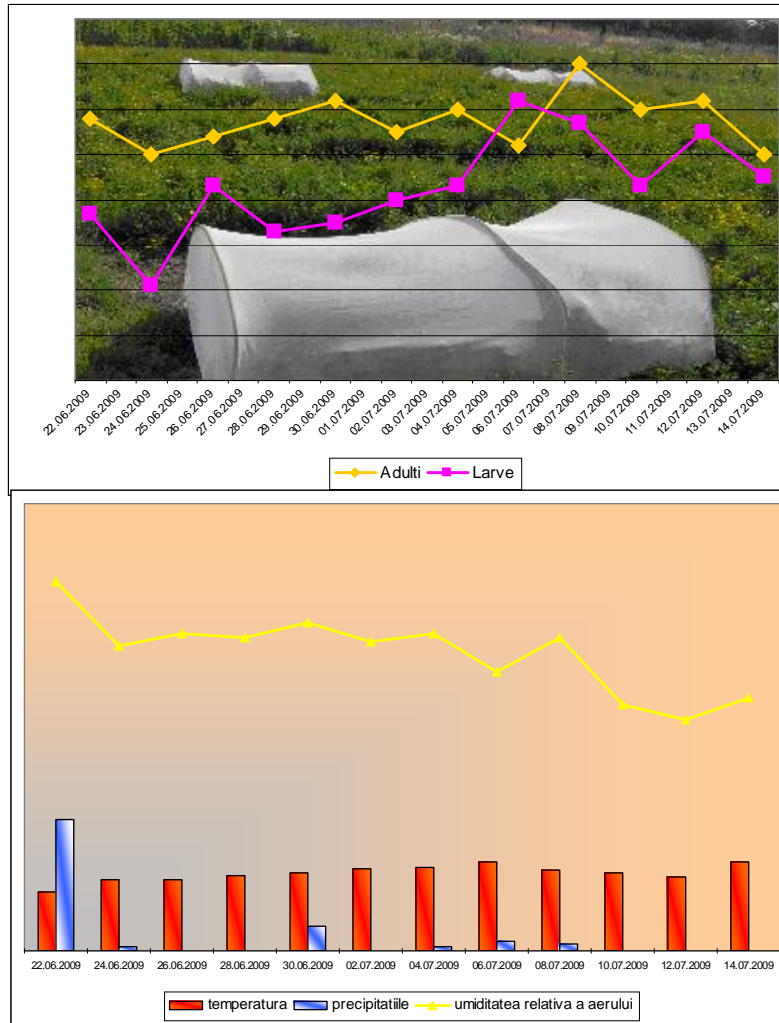 22.06.2009 23.06.2009 24.06.2009 25.06.2009 26.06.2009 27.06.2009 28.06.2009 29.06.2009 30.06.2009 01.07.2009 02.07.2009 03.07.2009 04.07.2009 05.07.2009 06.07.2009 07.07.2009 08.07.2009 09.07.2009 10.07.2009 11.07.2009 12.07.2009 13.07.2009 14.07.2009
Adulti Larve
22.06.2009 24.06.2009 26.06.2009 28.06.2009 30.06.2009 02.07.2009 04.07.2009 06.07.2009 08.07.2009 10.07.2009 12.07.2009 14.07.2009
temperatura precipitatiile umiditatea relativa a aerului